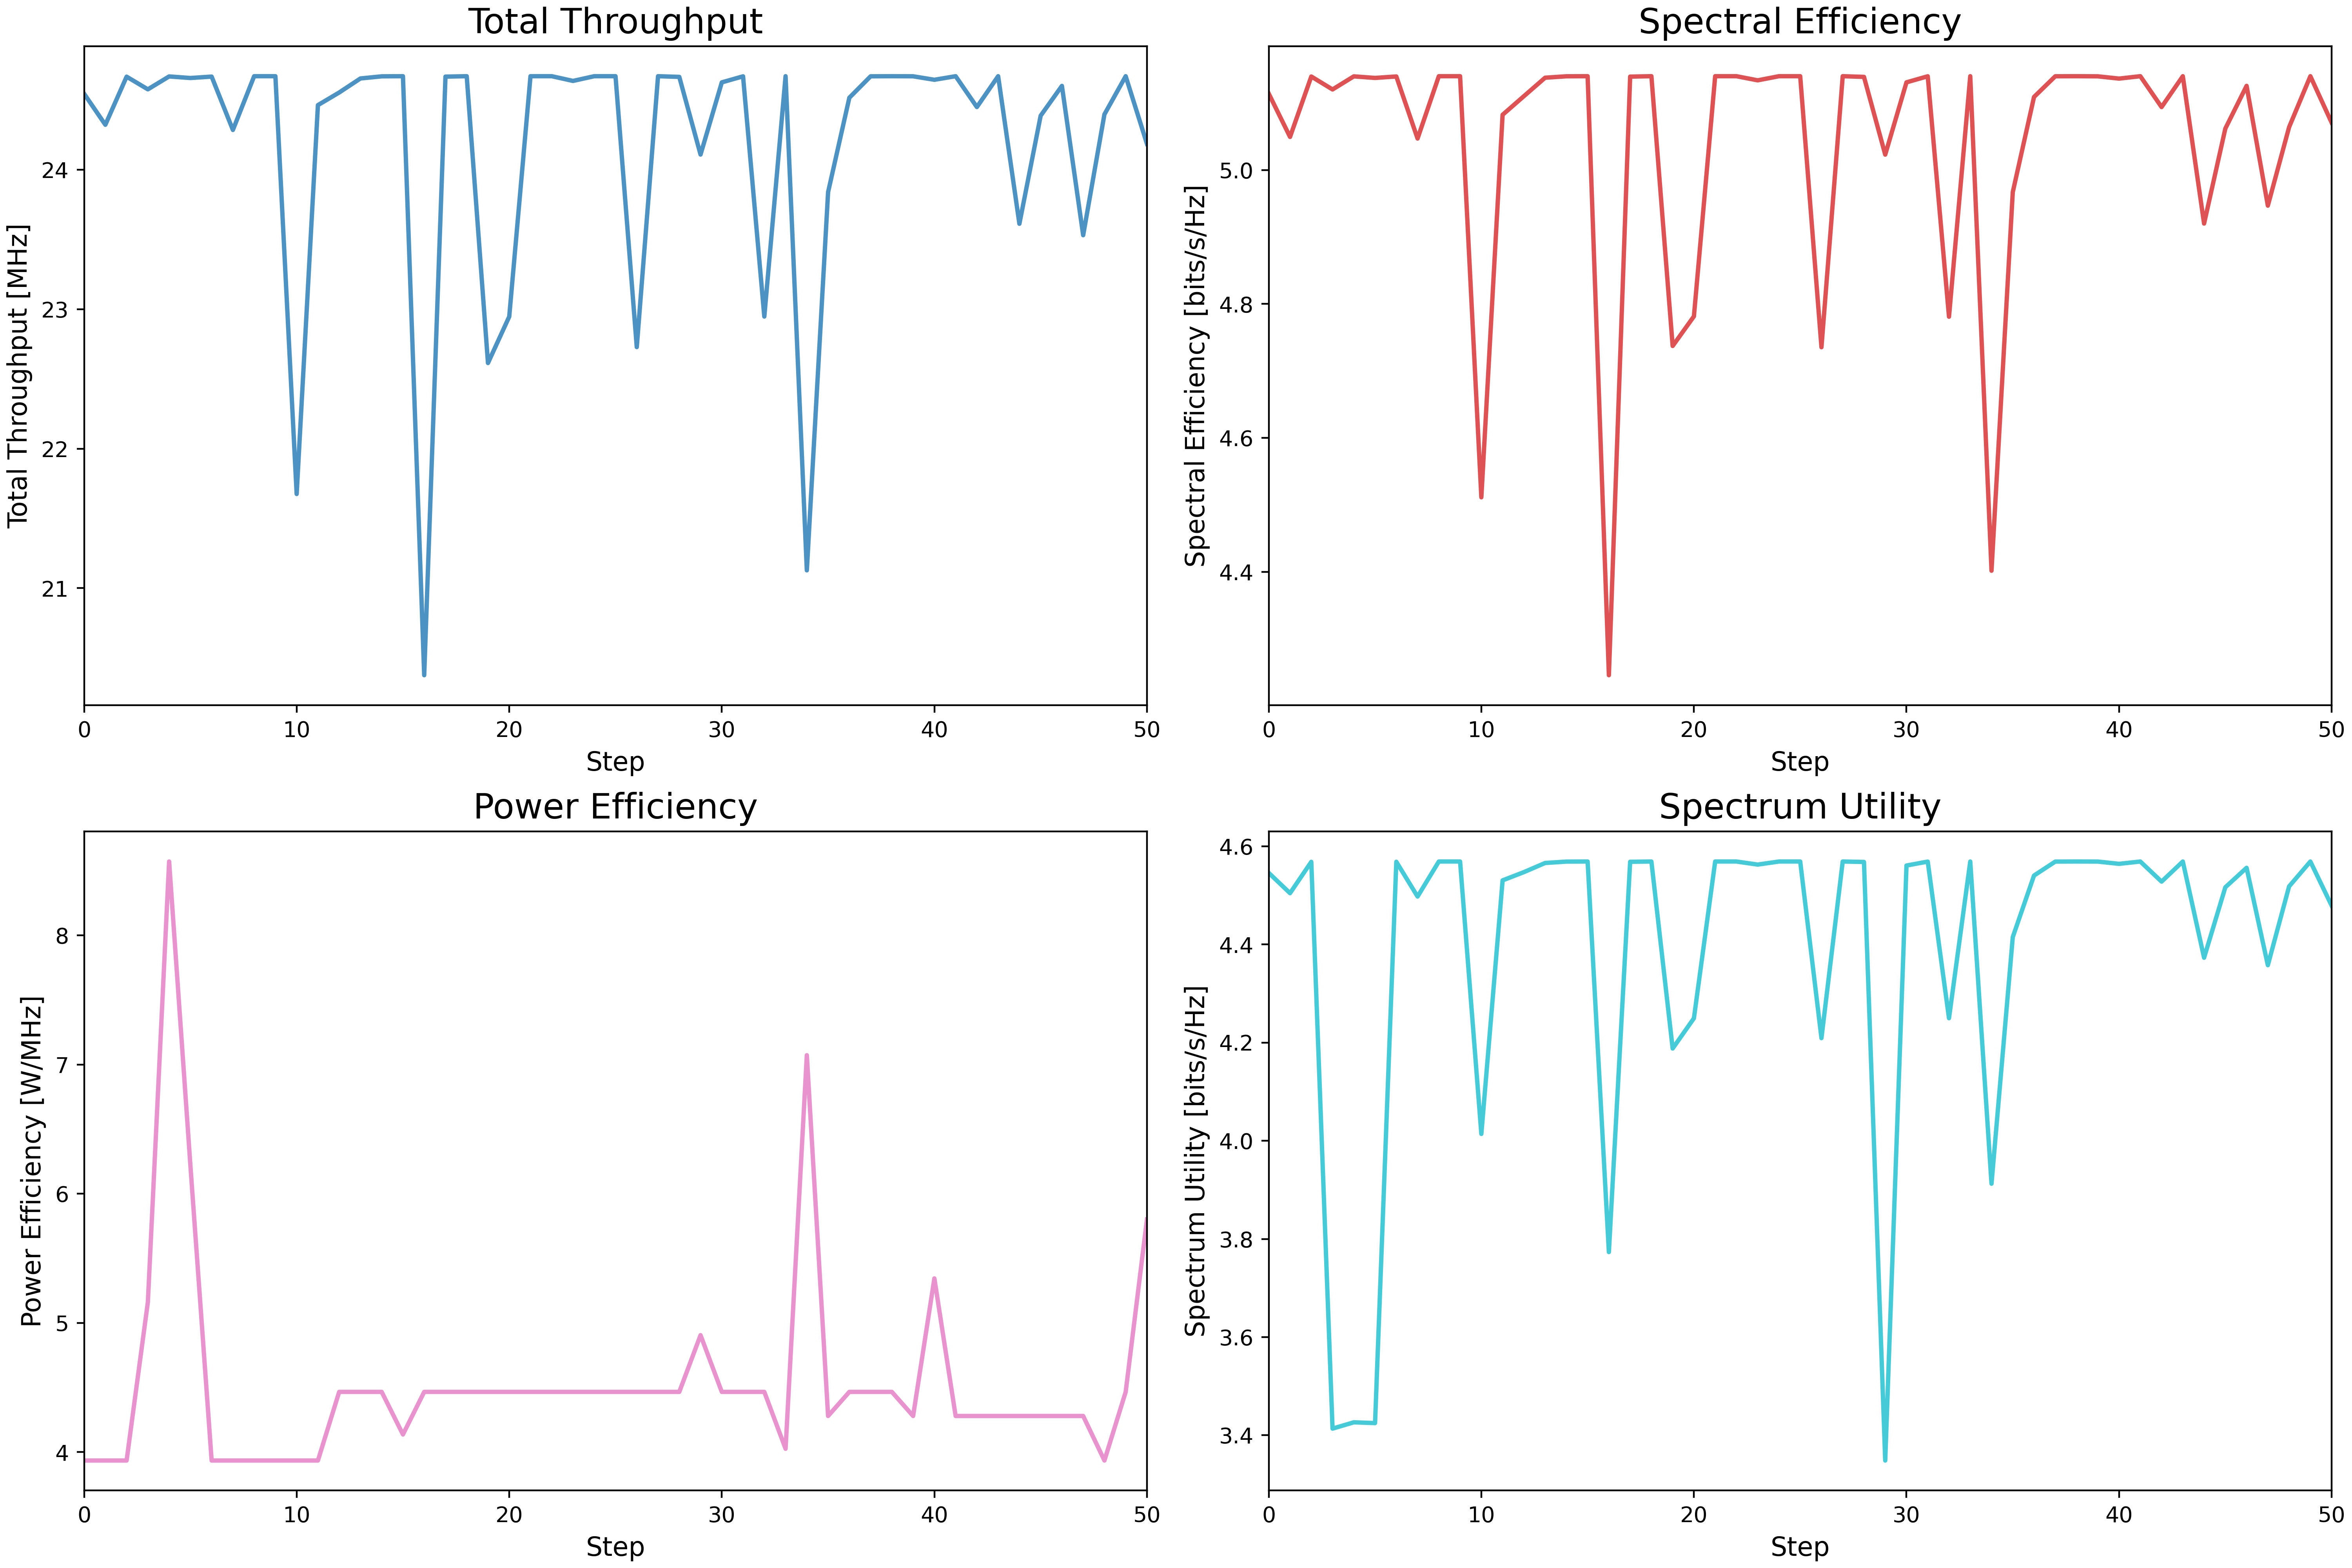 Total Throughput
Total Throughput [MHz]
24
23
22
21
0 10 20 30 40 50
Step
Spectral Efficiency
Spectral Efficiency [bits/s/Hz]
5.0
4.8
4.6
4.4
0 10 20 30 40 50
Step
Power Efficiency
Power Efficiency [W/MHz]
8
7
6
5
4
0 10 20 30 40 50
Step
Spectrum Utility
Spectrum Utility [bits/s/Hz]
4.6
4.4
4.2
4.0
3.8
3.6
3.4
0 10 20 30 40 50
Step